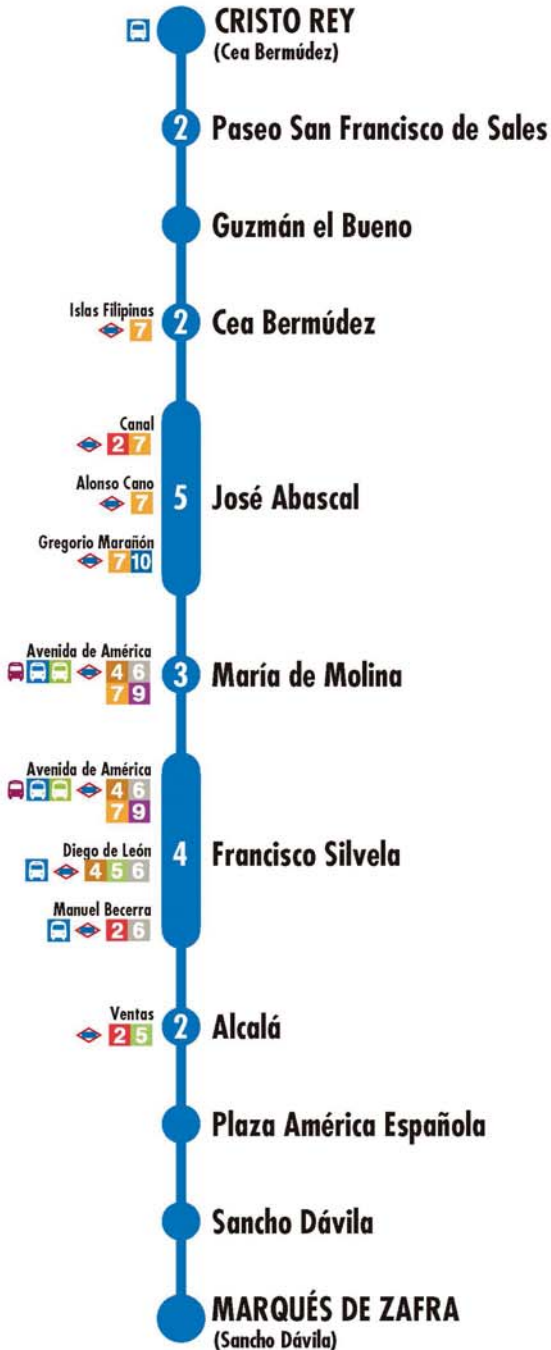 CRISTO REY
(Cea Bermúdez)
2 Paseo San Francisco de Sales
Guzmán el Bueno
Islas Filipinas
7
2 Cea Bermúdez
Canal
2 7
Alonso Cano
7
5 José Abascal
Gregorio Marañón
7 10
Avenida de América
4 6
7 9
3 María de Molina
Avenida de América
4 6
7 9
Diego de León
4 5 6
4 Francisco Silvela
Manuel Becerra
2 6
Ventas
2 5
2 Alcalá
Plaza América Española
Sancho Dávila
MARQUÉS DE ZAFRA
(Sancho Dávila)